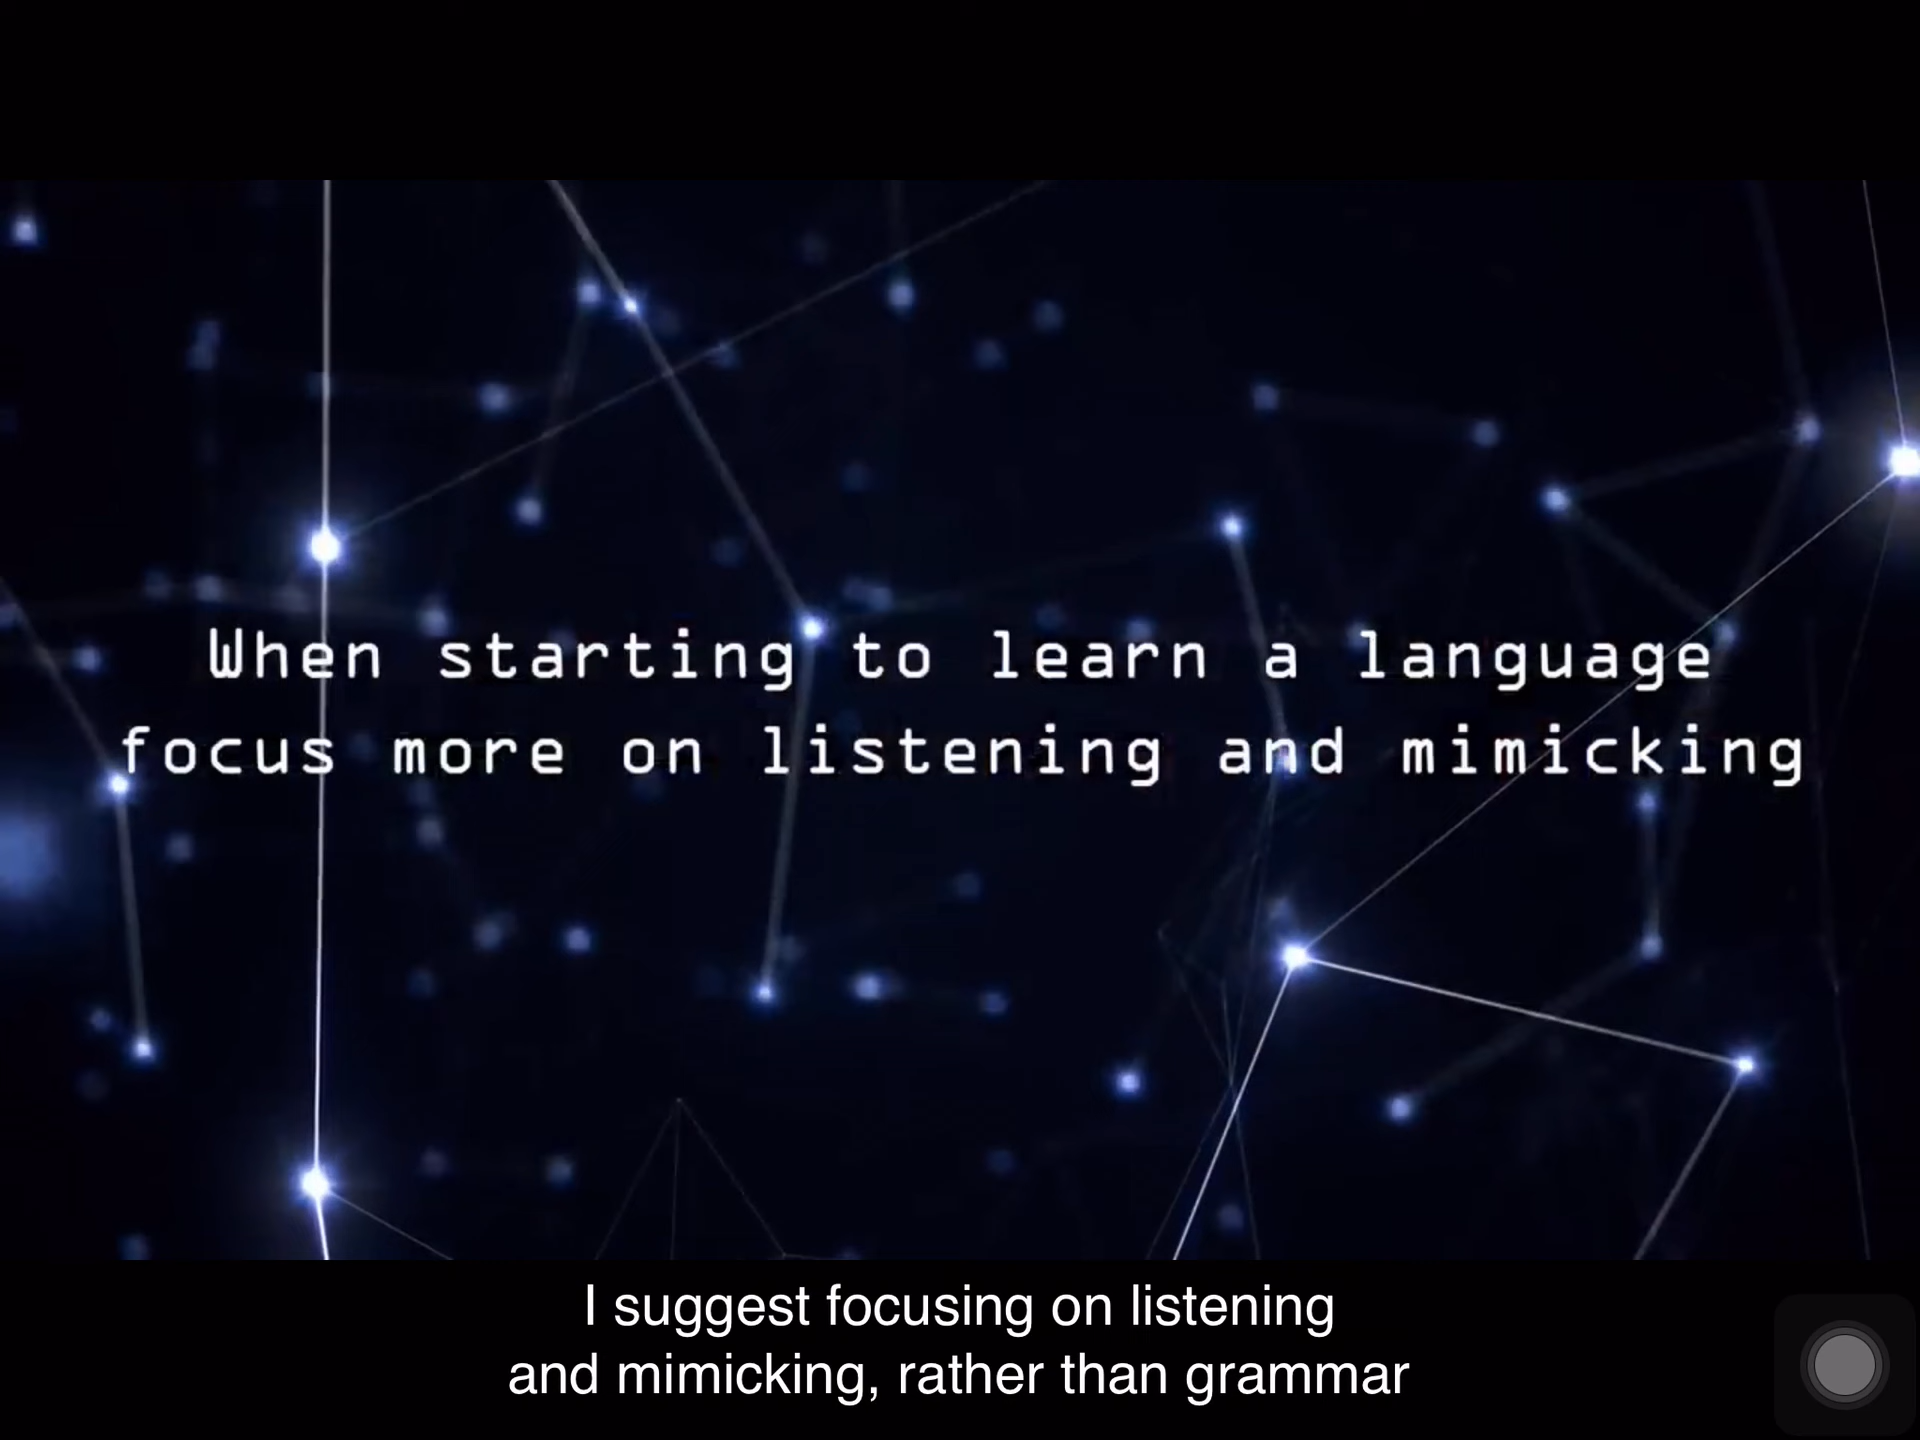 When starting to learn a language
focus more on listening and mimicking
I suggest focusing on listening
and mimicking, rather than grammar